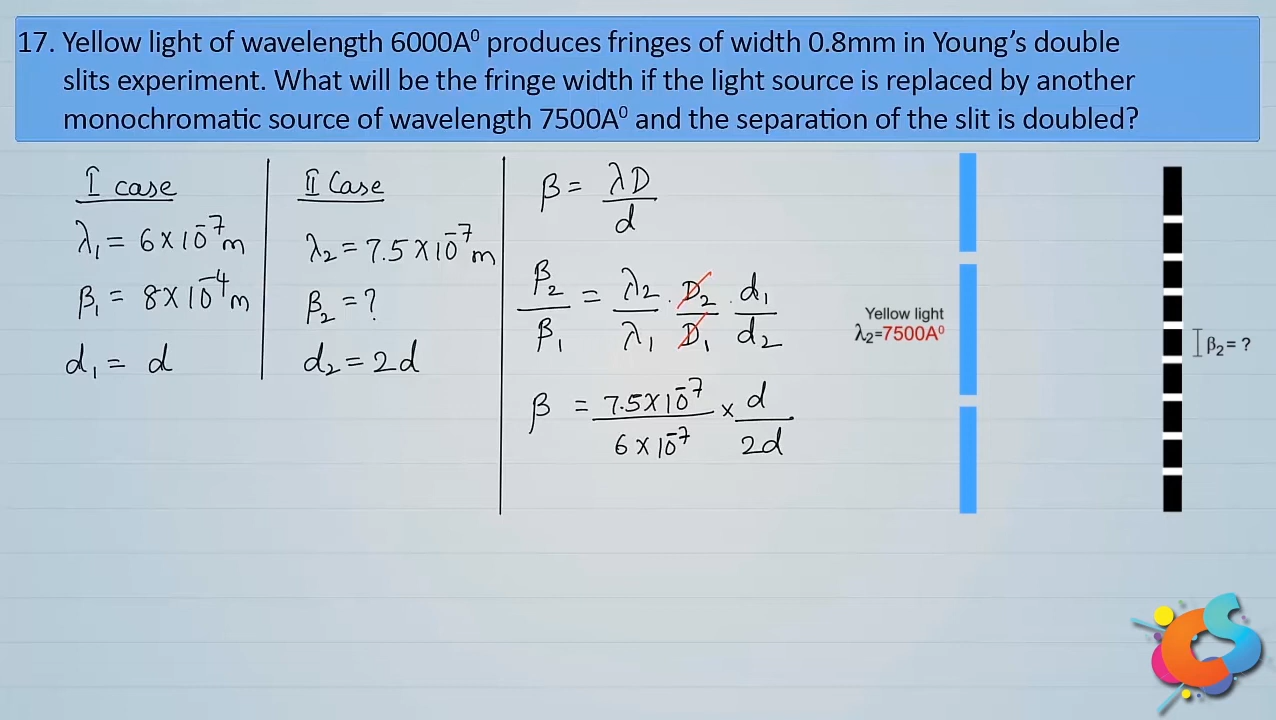 17. Yellow light of wavelength 6000A⁰ produces fringes of width 0.8mm in Young’s double
slits experiment. What will be the fringe width if the light source is replaced by another
monochromatic source of wavelength 7500A⁰ and the separation of the slit is doubled?
I case
λ₁ = 6 × 10⁻⁷ m
β₁ = 8 × 10⁻⁴ m
d₁ = d
II Case
λ₂ = 7.5 × 10⁻⁷ m
β₂ = ?
d₂ = 2d
β = λD / d
β₂ / β₁ = λ₂ / λ₁ . D₂ / D₁ . d₁ / d₂
β = 7.5 × 10⁻⁷ / 6 × 10⁻⁷ × d / 2d
Yellow light
λ₂=7500A⁰
β₂= ?
CS